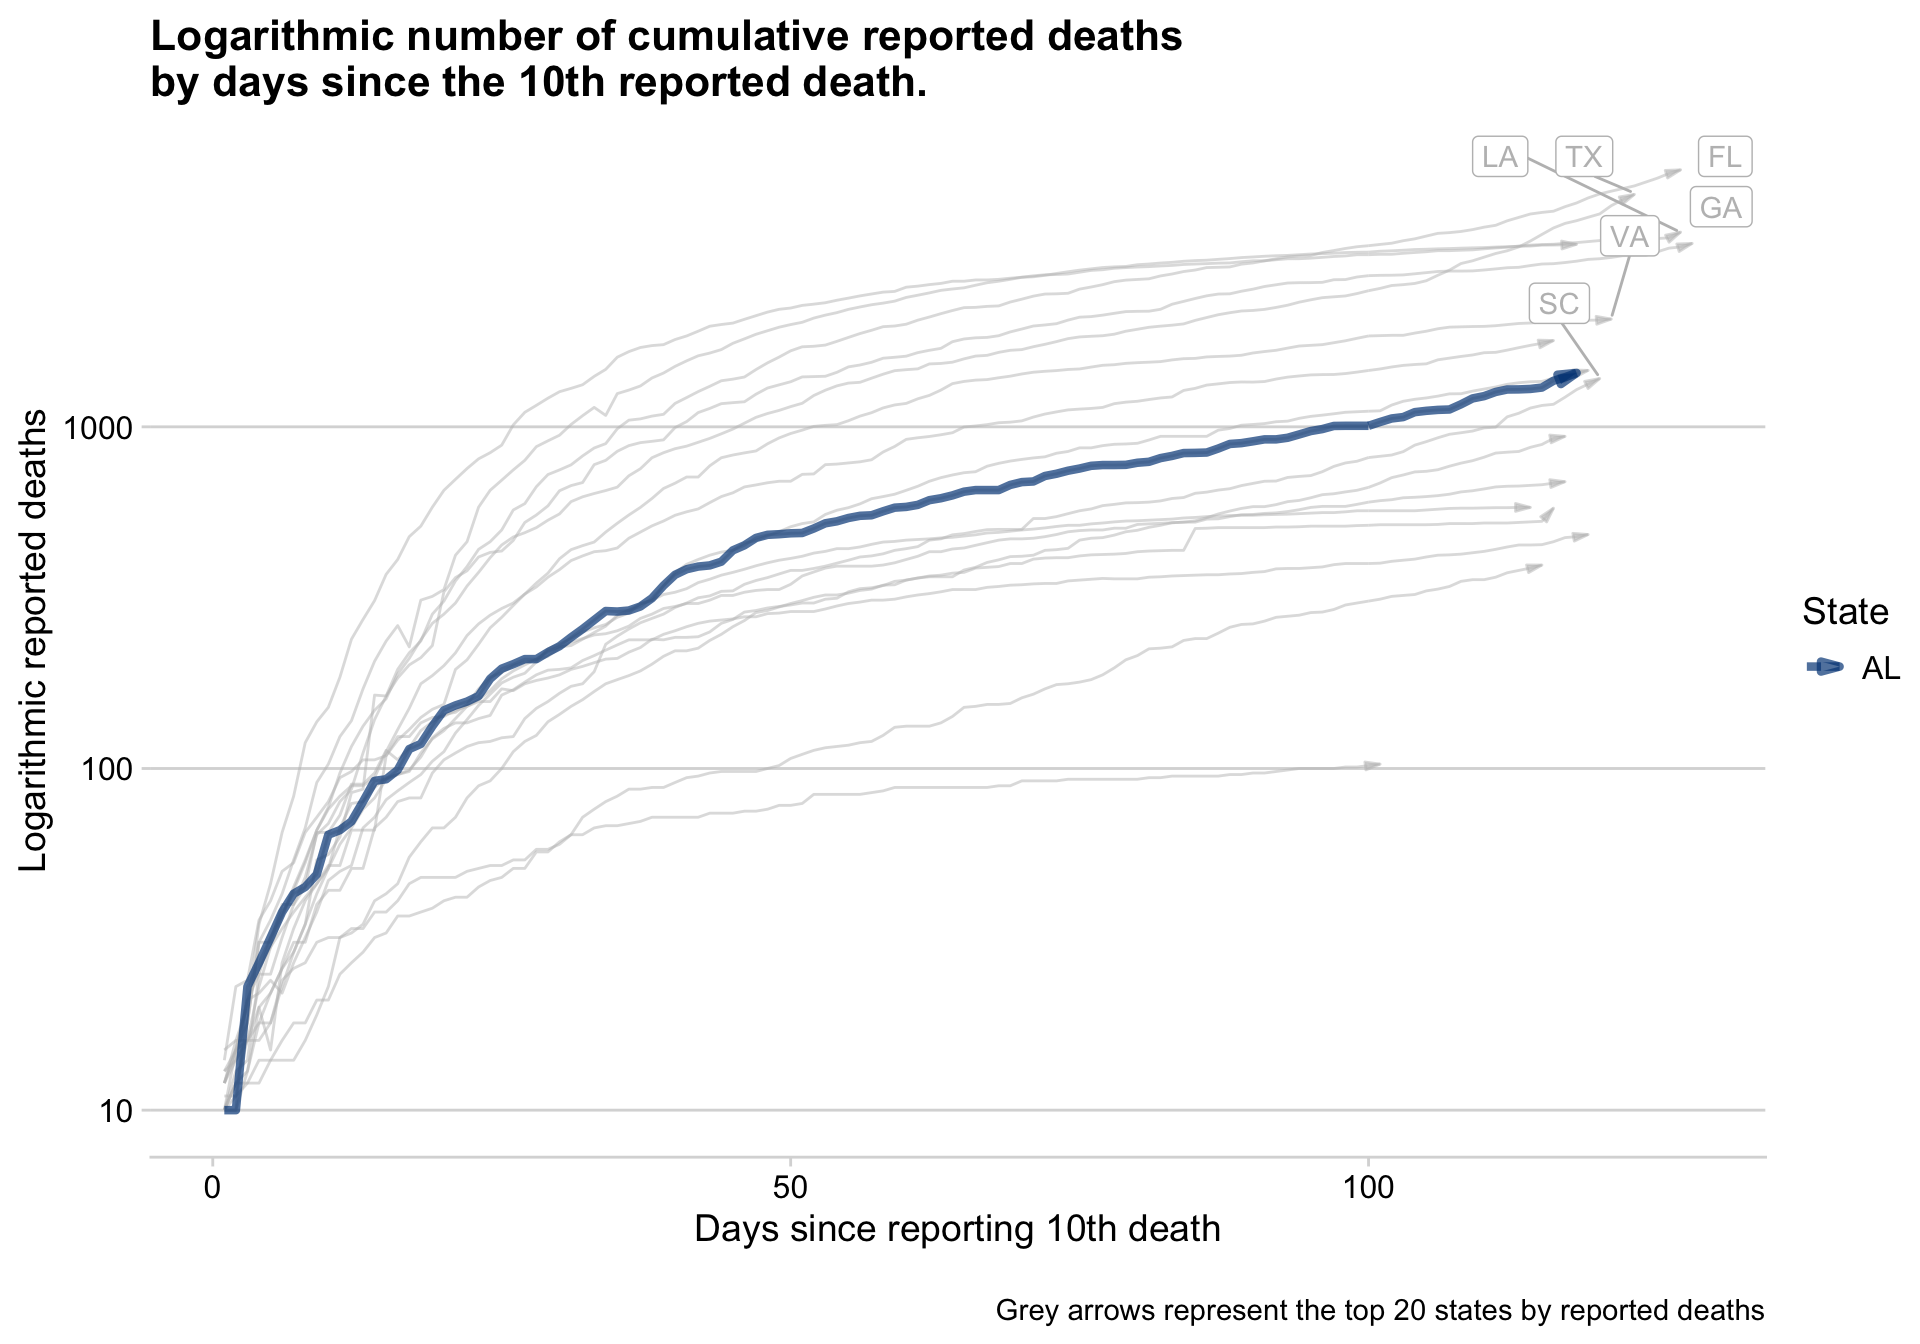 Logarithmic number of cumulative reported deaths
by days since the 10th reported death.
LA
TX
FL
GA
VA
SC
Logarithmic reported deaths
1000
100
10
State
AL
0
50
100
Days since reporting 10th death
Grey arrows represent the top 20 states by reported deaths